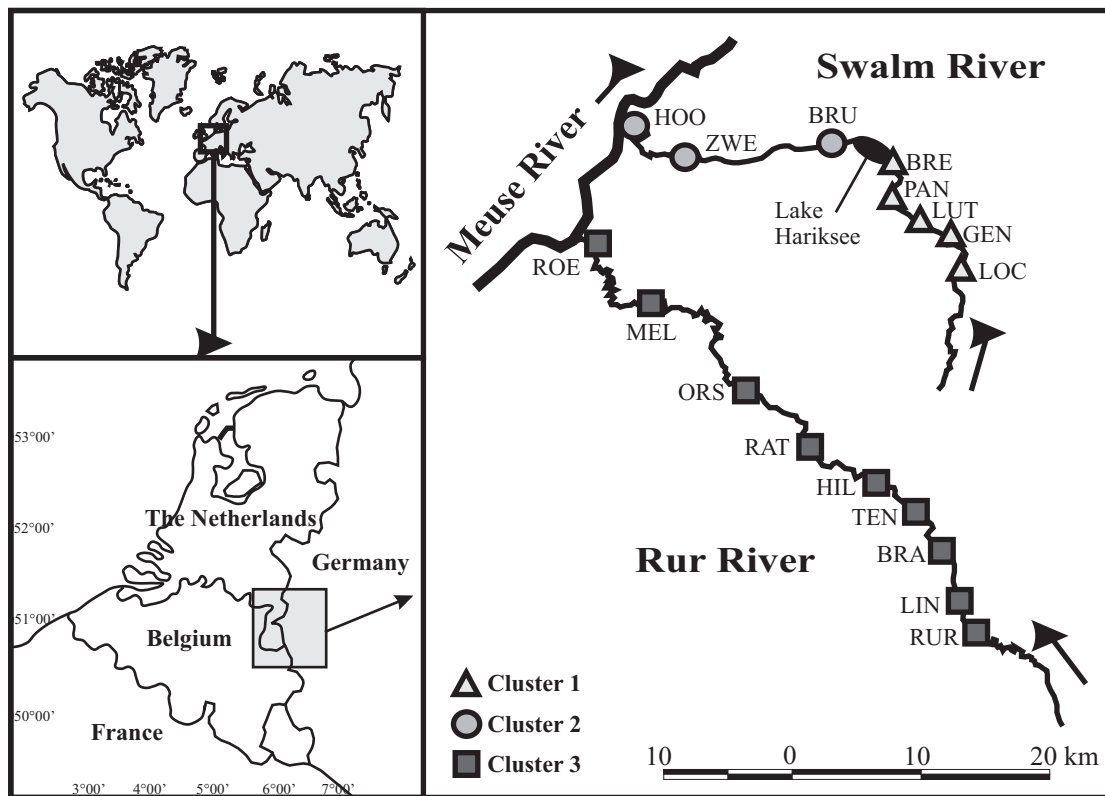 53°00'
52°00'
51°00'
50°00'
3°00'
4°00'
5°00'
6°00'
7°00'
The Netherlands
Germany
Belgium
France
Swalm River
Meuse River
HOO
ZWE
BRU
BRE
PAN
LUT
GEN
LOC
Lake
Hariksee
ROE
MEL
ORS
RAT
HIL
TEN
BRA
LIN
RUR
Rur River
Cluster 1
Cluster 2
Cluster 3
10 0 10 20 km